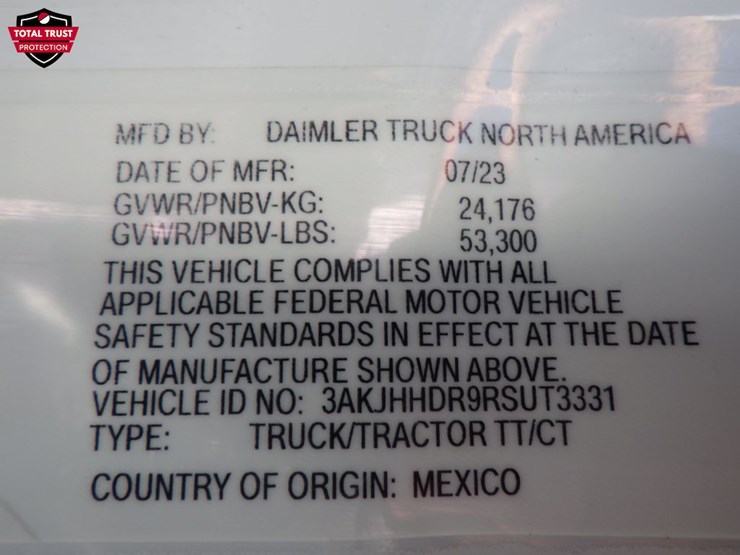 TOTAL TRUST
PROTECTION
MFD BY: DAIMLER TRUCK NORTH AMERICA
DATE OF MFR: 07/23
GVWR/PNBV-KG: 24,176
GVWR/PNBV-LBS: 53,300
THIS VEHICLE COMPLIES WITH ALL
APPLICABLE FEDERAL MOTOR VEHICLE
SAFETY STANDARDS IN EFFECT AT THE DATE
OF MANUFACTURE SHOWN ABOVE.
VEHICLE ID NO: 3AKJHHDR9RSUT3331
TYPE: TRUCK/TRACTOR TT/CT
COUNTRY OF ORIGIN: MEXICO